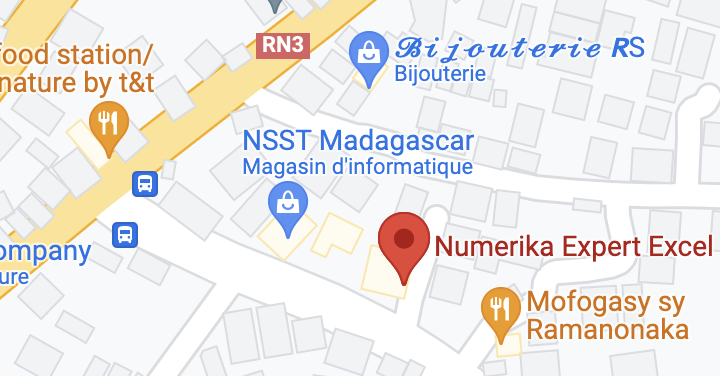 RN3
ℬ𝒾𝒿ℴ𝓊𝓉ℯ𝓇𝒾ℯ RS
Bijouterie
food station/
nature by t&t
NSST Madagascar
Magasin d'informatique
ompany
ure
Numerika Expert Excel
Mofogasy sy
Ramanonaka